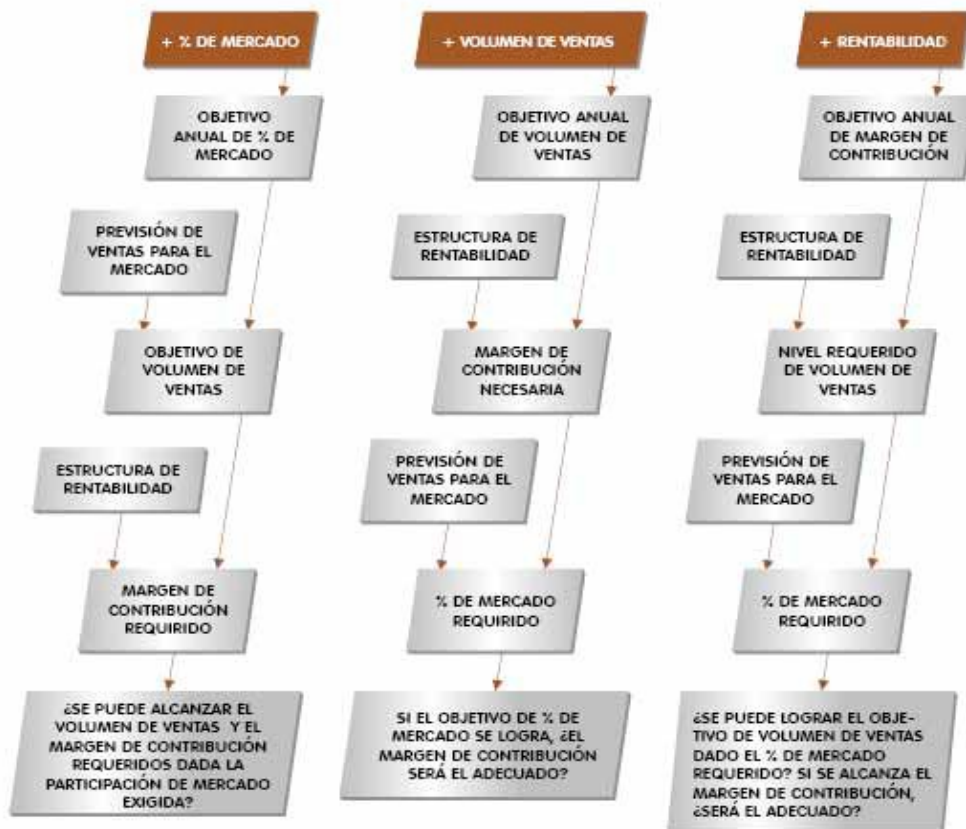 + % DE MERCADO
OBJETIVO
ANUAL DE % DE
MERCADO
PREVISIÓN DE
VENTAS PARA EL
MERCADO
OBJETIVO DE
VOLUMEN DE
VENTAS
ESTRUCTURA DE
RENTABILIDAD
MARGEN DE
CONTRIBUCIÓN
REQUIRIDO
¿SE PUEDE ALCANZAR EL
VOLUMEN DE VENTAS Y EL
MARGEN DE CONTRIBUCIÓN
REQUERIDOS DADA LA
PARTICIPACIÓN DE MERCADO
EXIGIDA?
+ VOLUMEN DE VENTAS
OBJETIVO ANUAL
DE VOLUMEN DE
VENTAS
ESTRUCTURA DE
RENTABILIDAD
MARGEN DE
CONTRIBUCIÓN
NECESARIA
PREVISIÓN DE
VENTAS PARA EL
MERCADO
% DE MERCADO
REQUIRIDO
SI EL OBJETIVO DE % DE
MERCADO SE LOGRA, ¿EL
MARGEN DE CONTRIBUCIÓN
SERÁ EL ADECUADO?
+ RENTABILIDAD
OBJETIVO ANUAL
DE MARGEN DE
CONTRIBUCIÓN
ESTRUCTURA DE
RENTABILIDAD
NIVEL REQUERIDO
DE VOLUMEN DE
VENTAS
PREVISIÓN DE
VENTAS PARA EL
MERCADO
% DE MERCADO
REQUIRIDO
¿SE PUEDE LOGRAR EL OBJE-
TIVO DE VOLUMEN DE VENTAS
DADO EL % DE MERCADO
REQUERIDO? SI SE ALCANZA EL
MARGEN DE CONTRIBUCIÓN,
¿SERÁ EL ADECUADO?